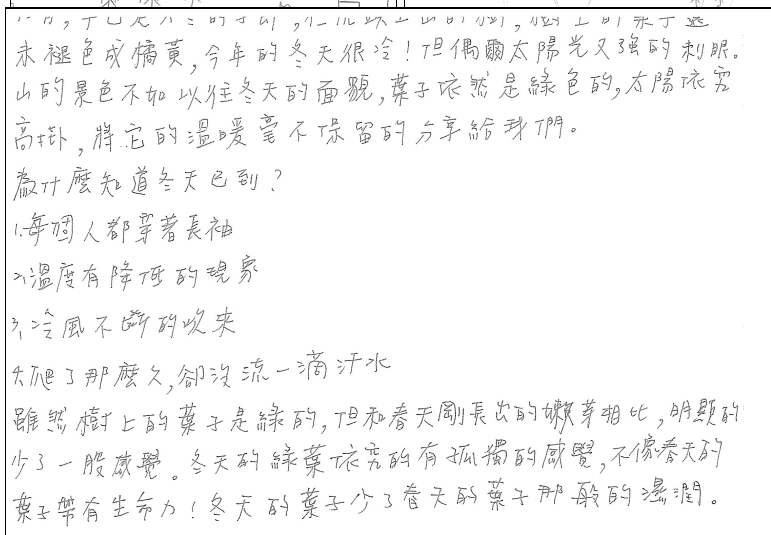 未褪色成橘黃,今年的冬天很冷!但偶爾太陽光又強的刺眼。
山的景色不如以往冬天的面貌,葉子依然是綠色的,太陽依究
高掛,將它的溫暖毫不保留的分享給我們。
為什麼知道冬天已到?
1.每個人都穿著長袖
2.溫度有降低的現象
3.冷風不斷的吹來
4.爬了那麼久,卻沒流一滴汗水
雖然樹上的葉子是綠的,但和春天剛長出的嫩芽相比,明顯的
少了一股感覺。冬天的綠葉依究的有孤獨的感覺,不像春天的
葉子帶有生命力!冬天的葉子少了春天的葉子那般的濕潤。